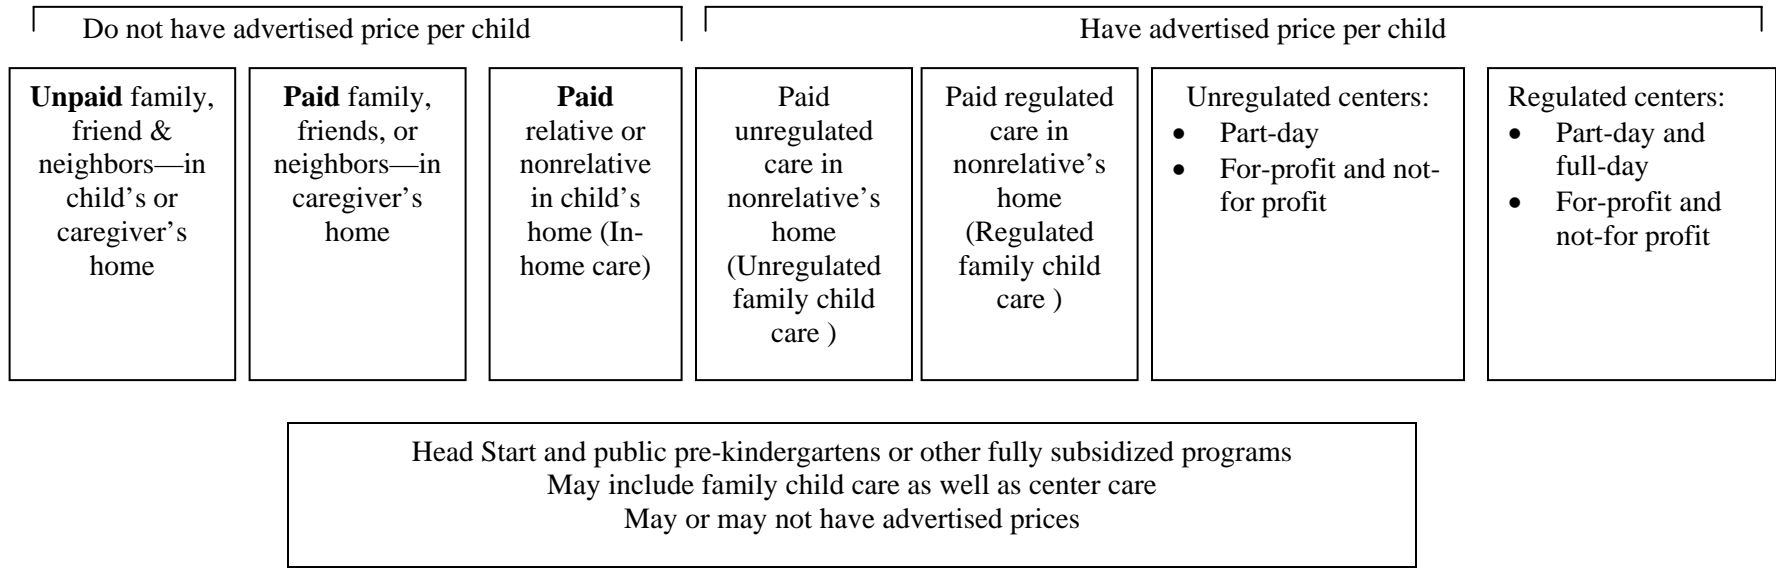 Do not have advertised price per child
Have advertised price per child
Unpaid family,
friend &
neighbors—in
child's or
caregiver's
home
Paid family,
friends, or
neighbors—in
caregiver's
home
Paid
relative or
nonrelative
in child's
home (In-
home care)
Paid
unregulated
care in
nonrelative's
home
(Unregulated
family child
care )
Paid regulated
care in
nonrelative's
home
(Regulated
family child
care )
Unregulated centers:
• Part-day
• For-profit and not-
for profit
Regulated centers:
• Part-day and
full-day
• For-profit and
not-for profit
Head Start and public pre-kindergartens or other fully subsidized programs
May include family child care as well as center care
May or may not have advertised prices